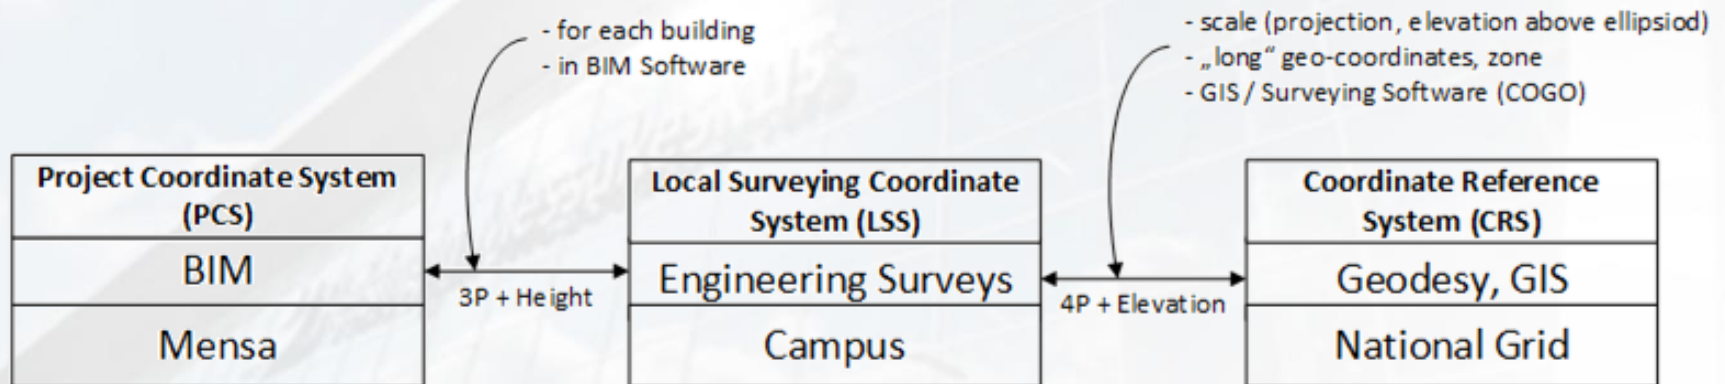 - for each building
- in BIM Software
- scale (projection, elevation above ellipsiod)
- „long“ geo-coordinates, zone
- GIS / Surveying Software (COGO)
Project Coordinate System
(PCS)
BIM
Mensa
3P + Height
Local Surveying Coordinate
System (LSS)
Engineering Surveys
Campus
4P + Elevation
Coordinate Reference
System (CRS)
Geodesy, GIS
National Grid